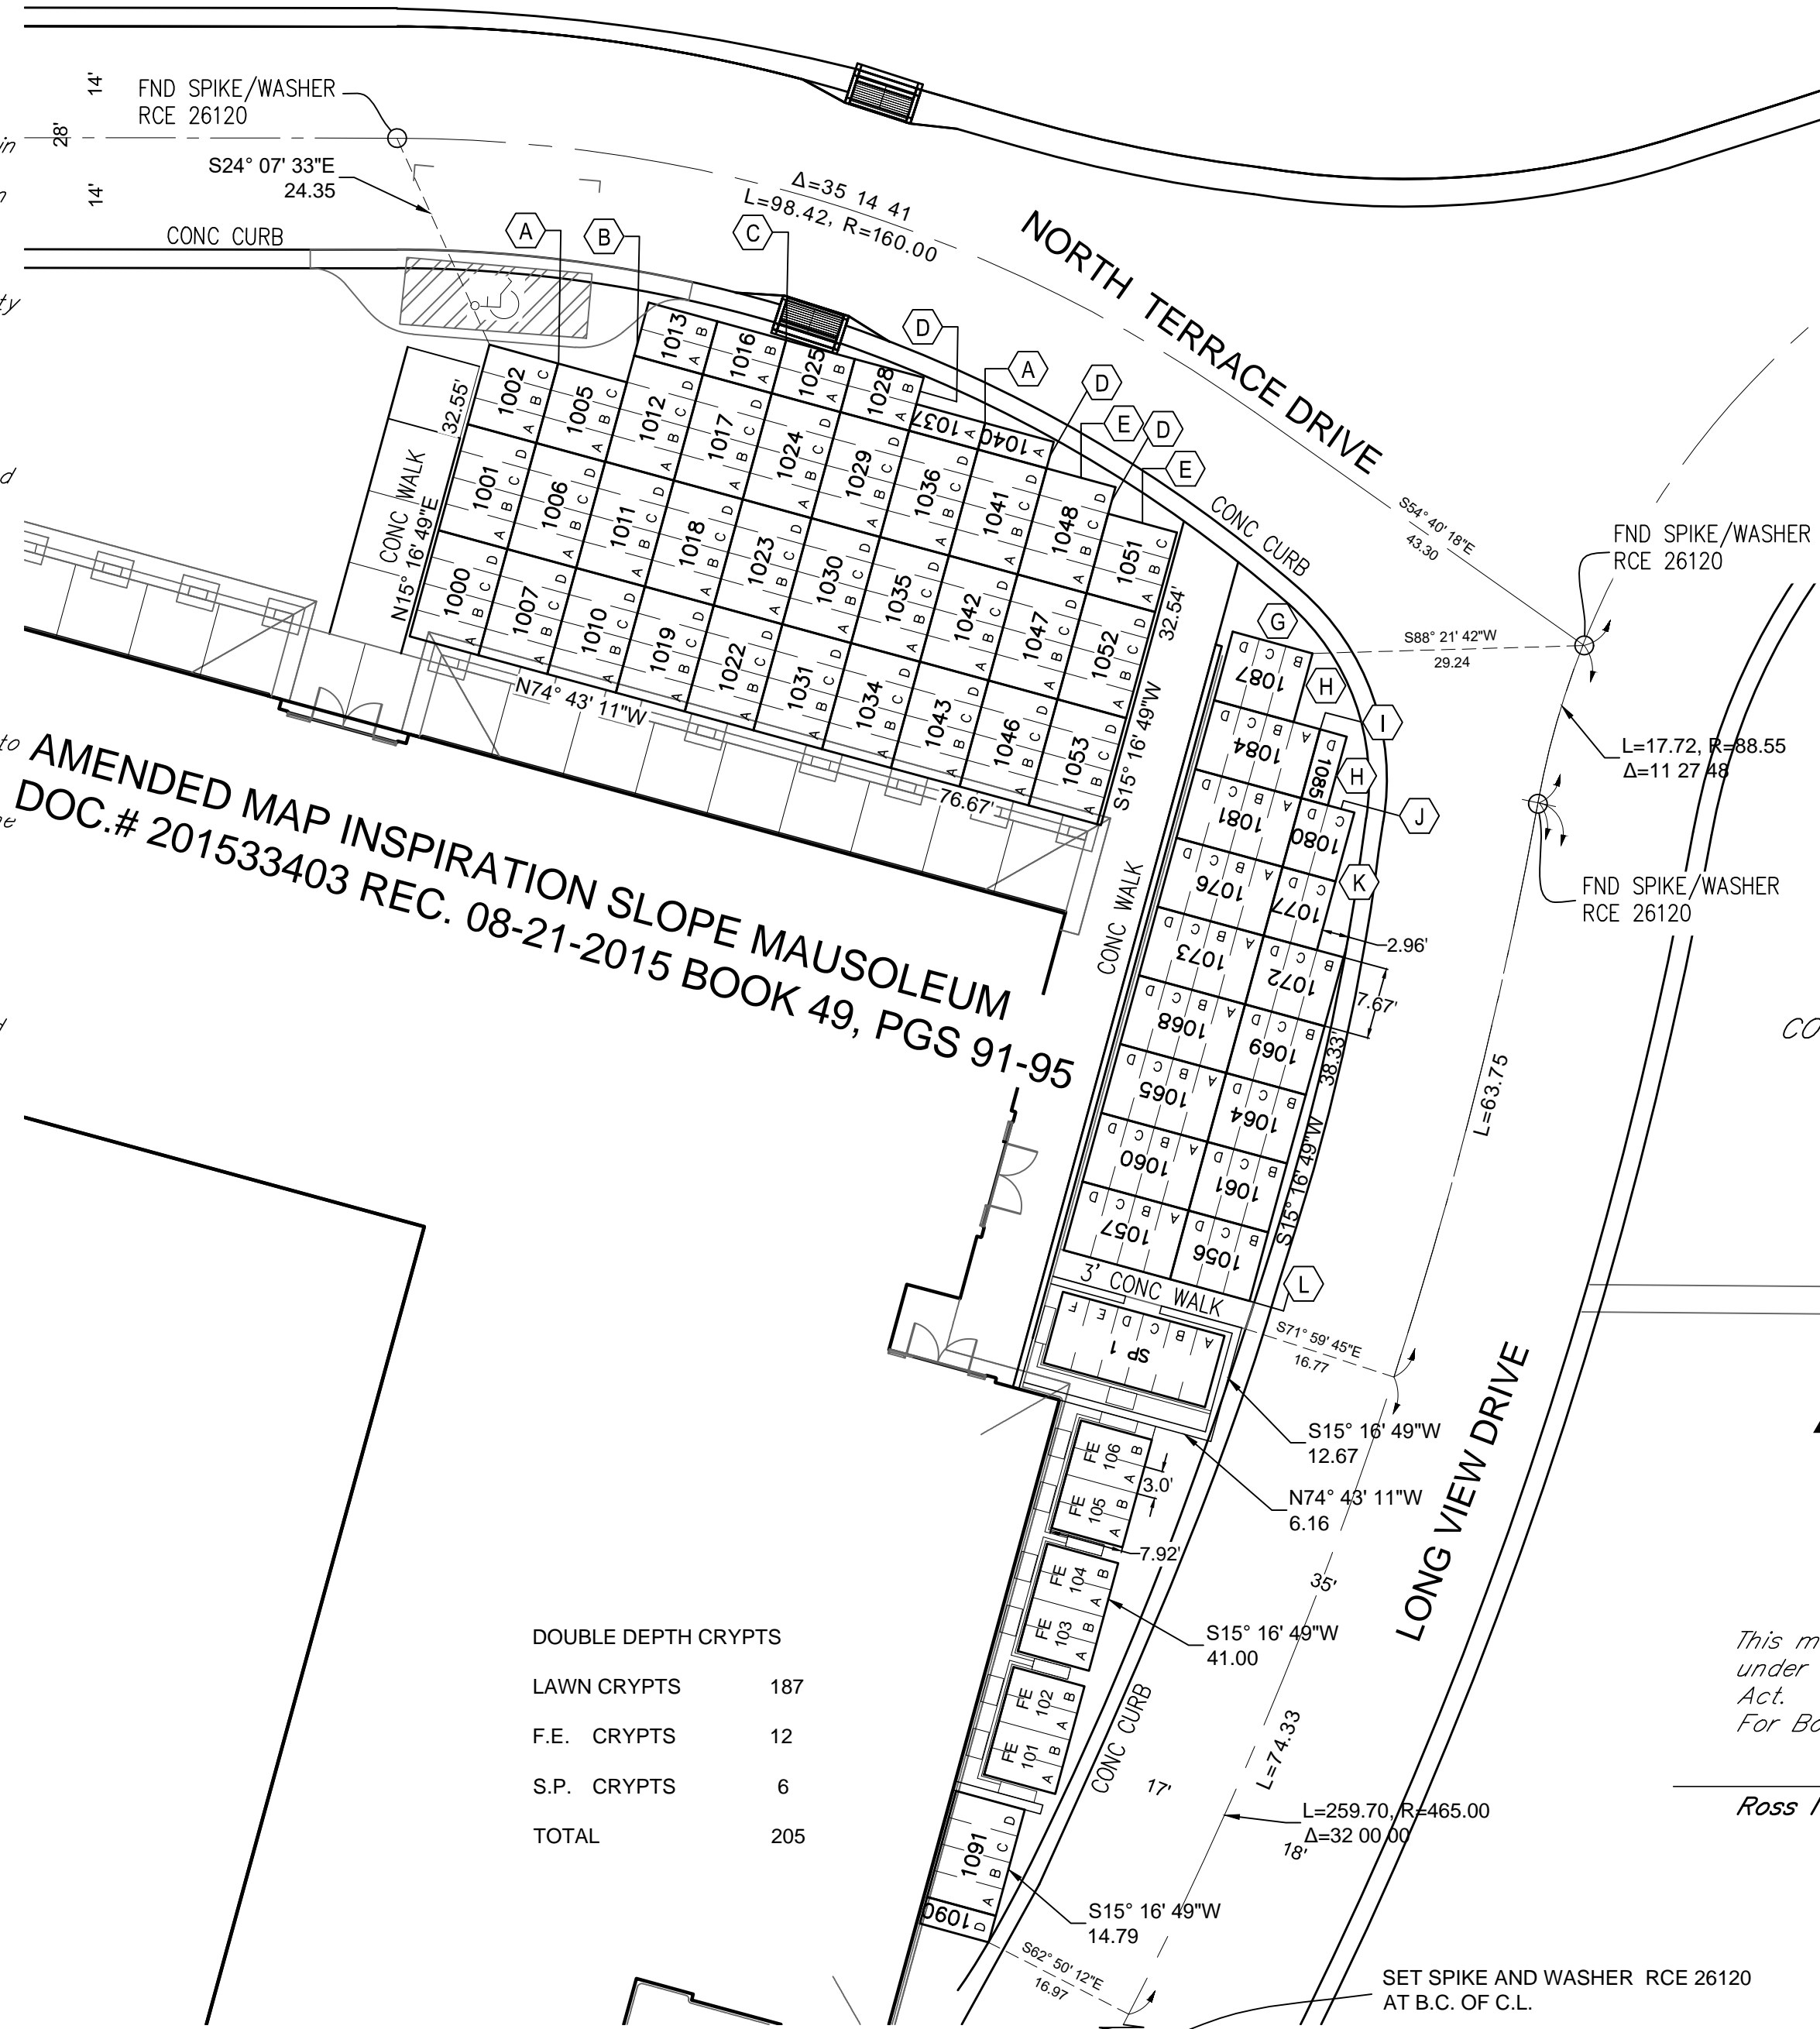 14'
28'
14'
FND SPIKE/WASHER
RCE 26120
S24° 07' 33"E
24.35
CONC CURB
A
B
C
Δ=35 14 41
L=98.42, R=160.00
NORTH TERRACE DRIVE
D
A
D
E
D
E
CONC CURB
S54° 40' 18"E
43.30
FND SPIKE/WASHER
RCE 26120
S88° 21' 42"W
29.24
L=17.72, R=88.55
Δ=11 27 48
FND SPIKE/WASHER
RCE 26120
32.55'
CONC WALK
N15° 16' 49"E
1013 A B
1016 A B
1025 A B
1028 A B
1037 A
1040 A
1002 A B C
1005 A B C
1012 A B C D
1017 A B C D
1024 A B C D
1029 A B C D
1036 A B C D
1041 A B C D
1048 A B C D
1051 A B C
1001 A B C D
1006 A B C D
1011 A B C D
1018 A B C D
1023 A B C D
1030 A B C D
1035 A B C D
1042 A B C D
1047 A B C D
1052 A B C D
1000 A B C D
1007 A B C D
1010 A B C D
1019 A B C D
1022 A B C D
1031 A B C D
1034 A B C D
1043 A B C D
1046 A B C D
1053 A B C D
32.54'
S15° 16' 49"W
N74° 43' 11"W
76.67'
AMENDED MAP INSPIRATION SLOPE MAUSOLEUM
DOC.# 201533403 REC. 08-21-2015 BOOK 49, PGS 91-95
CONC WALK
G
H
I
H
J
K
L
D C B 1087
D C B A 1084
D 1085
D C B A 1081
D C 1080
D C B A 1076
D C 1077
D C B A 1073
D C B 1072
D C B A 1068
D C B 1069
D C B A 1065
D C B 1064
D C B A 1060
D C B 1061
D C B A 1057
D C B 1056
2.96'
7.67'
38.33'
S15° 16' 49"W
L=63.75
3' CONC WALK
F E D C B A
SP 1
S71° 59' 45"E
16.77
S15° 16' 49"W
12.67
N74° 43' 11"W
6.16
LONG VIEW DRIVE
FE 106 A B
FE 105 A B
3.0'
7.92'
FE 104 A B
FE 103 A B
S15° 16' 49"W
41.00
FE 102 A B
FE 101 A B
CONC CURB
35'
17'
18'
L=74.33
L=259.70, R=465.00
Δ=32 00 00
1091 A B C D
1090 D
S15° 16' 49"W
14.79
S62° 50' 12"E
16.97
SET SPIKE AND WASHER RCE 26120
AT B.C. OF C.L.
DOUBLE DEPTH CRYPTS
LAWN CRYPTS 187
F.E. CRYPTS 12
S.P. CRYPTS 6
TOTAL 205
to
CO
This m
under
Act.
For Bo
Ross